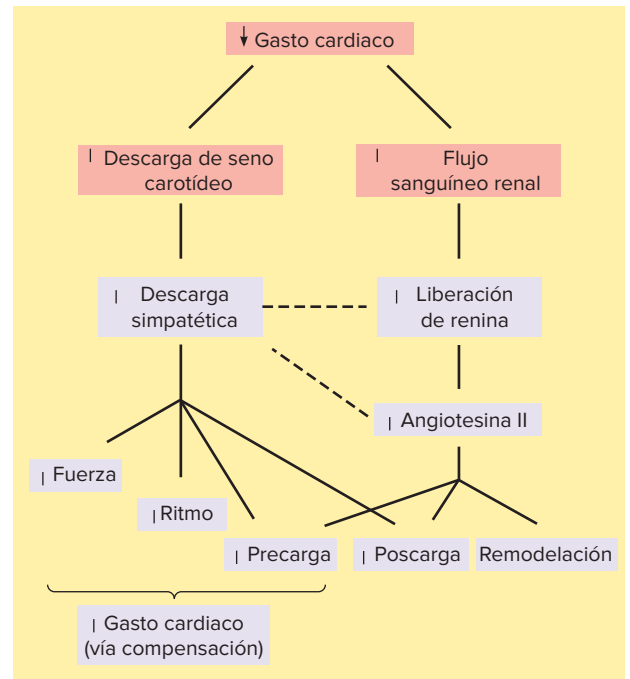 ↓ Gasto cardiaco
| Descarga de seno
carotídeo
| Flujo
sanguíneo renal
| Descarga
simpatética
| Liberación
de renina
| Angiotesina II
| Fuerza
| Ritmo
| Precarga
| Poscarga
Remodelación
| Gasto cardiaco
(vía compensación)